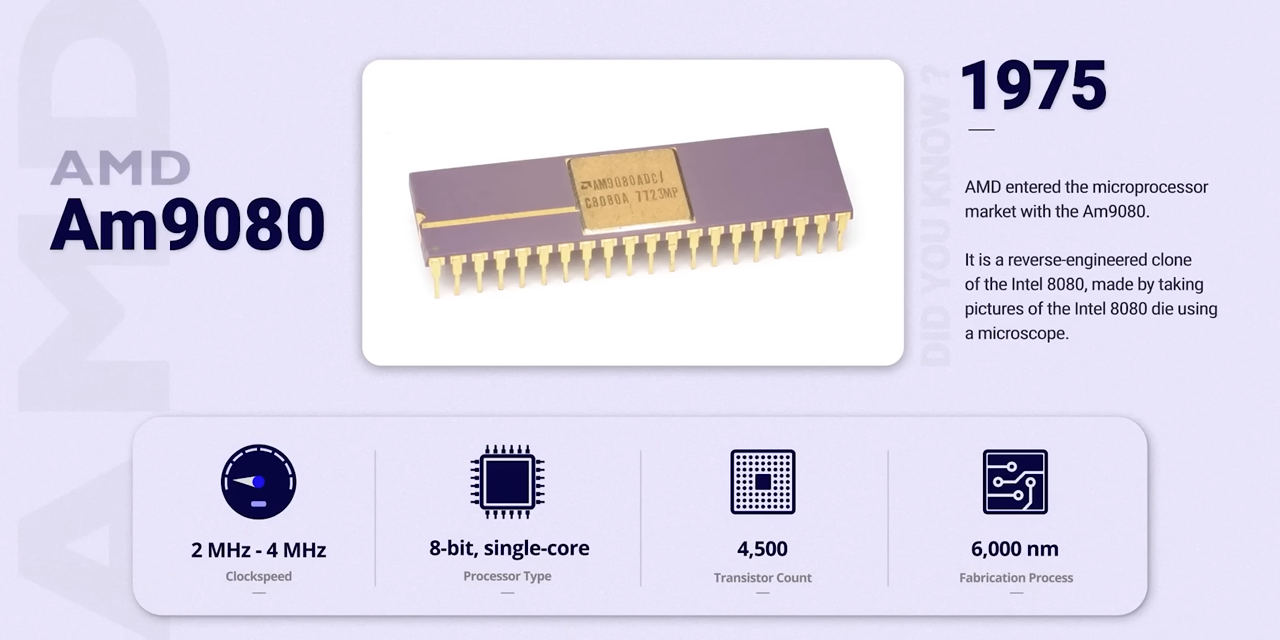 AMD
AMD
Am9080
AM9080ADC/
C8080A 7723MP
DID YOU KNOW ?
1975
AMD entered the microprocessor
market with the Am9080.
It is a reverse-engineered clone
of the Intel 8080, made by taking
pictures of the Intel 8080 die using
a microscope.
2 MHz - 4 MHz
Clockspeed
8-bit, single-core
Processor Type
4,500
Transistor Count
6,000 nm
Fabrication Process